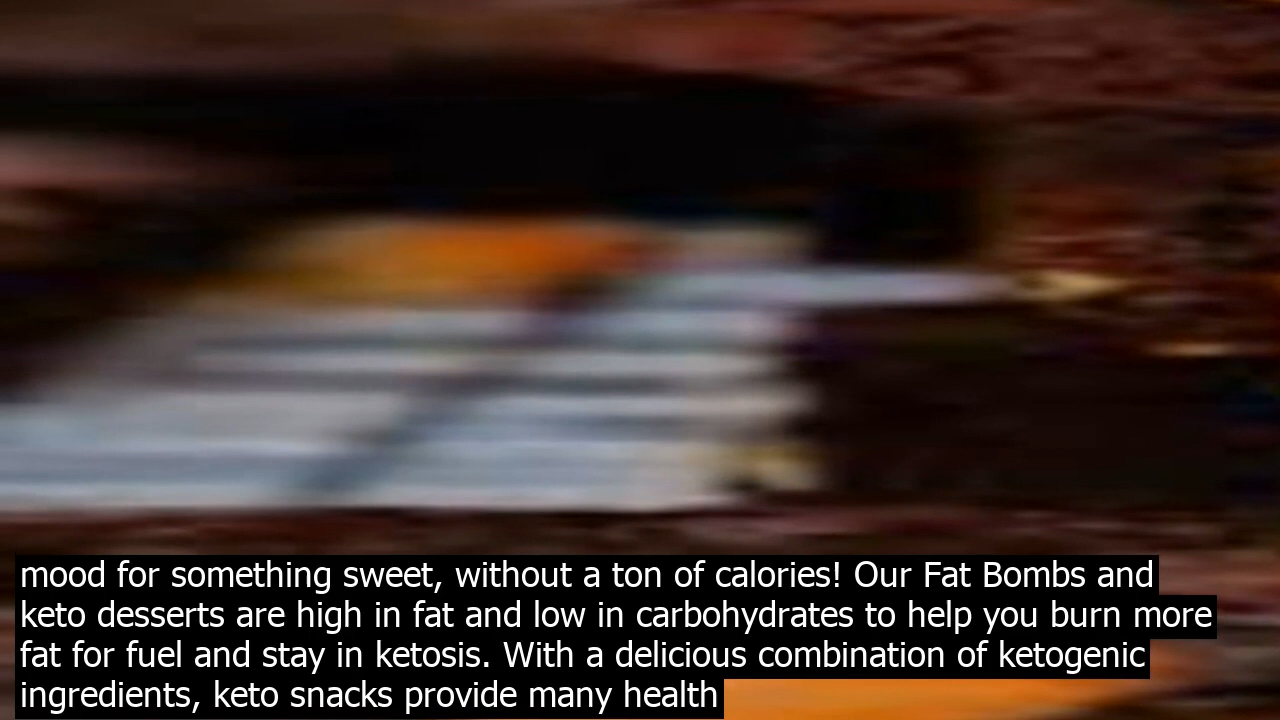 mood for something sweet, without a ton of calories! Our Fat Bombs and
keto desserts are high in fat and low in carbohydrates to help you burn more
fat for fuel and stay in ketosis. With a delicious combination of ketogenic
ingredients, keto snacks provide many health